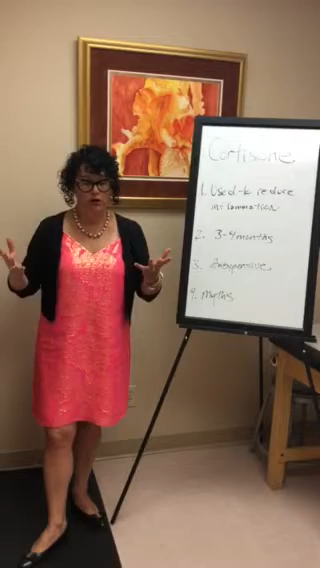 Cortisone
1. Used to reduce
inflammation
2. 3-4 months
3. Inexpensive
4. Myths